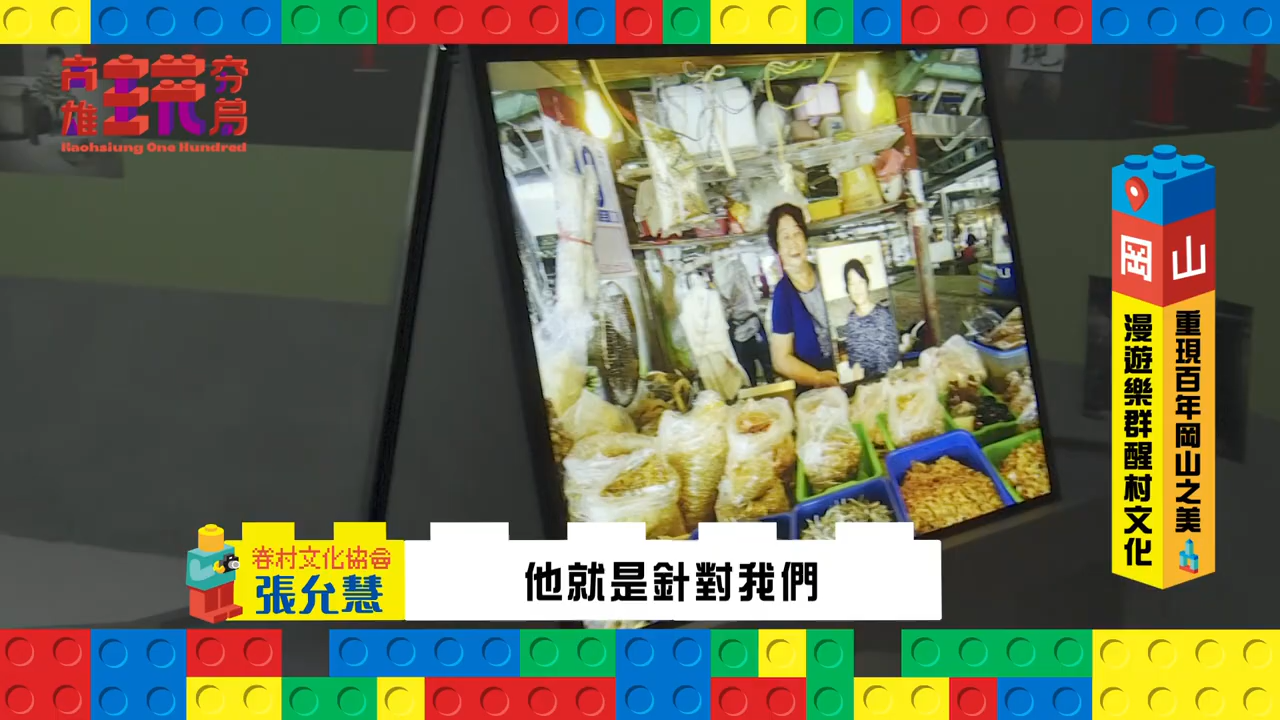 高雄 現 夯局
Kaohsiung One Hundred
岡山
重現百年岡山之美
漫遊樂群醒村文化
眷村文化協會
張允慧
他就是針對我們